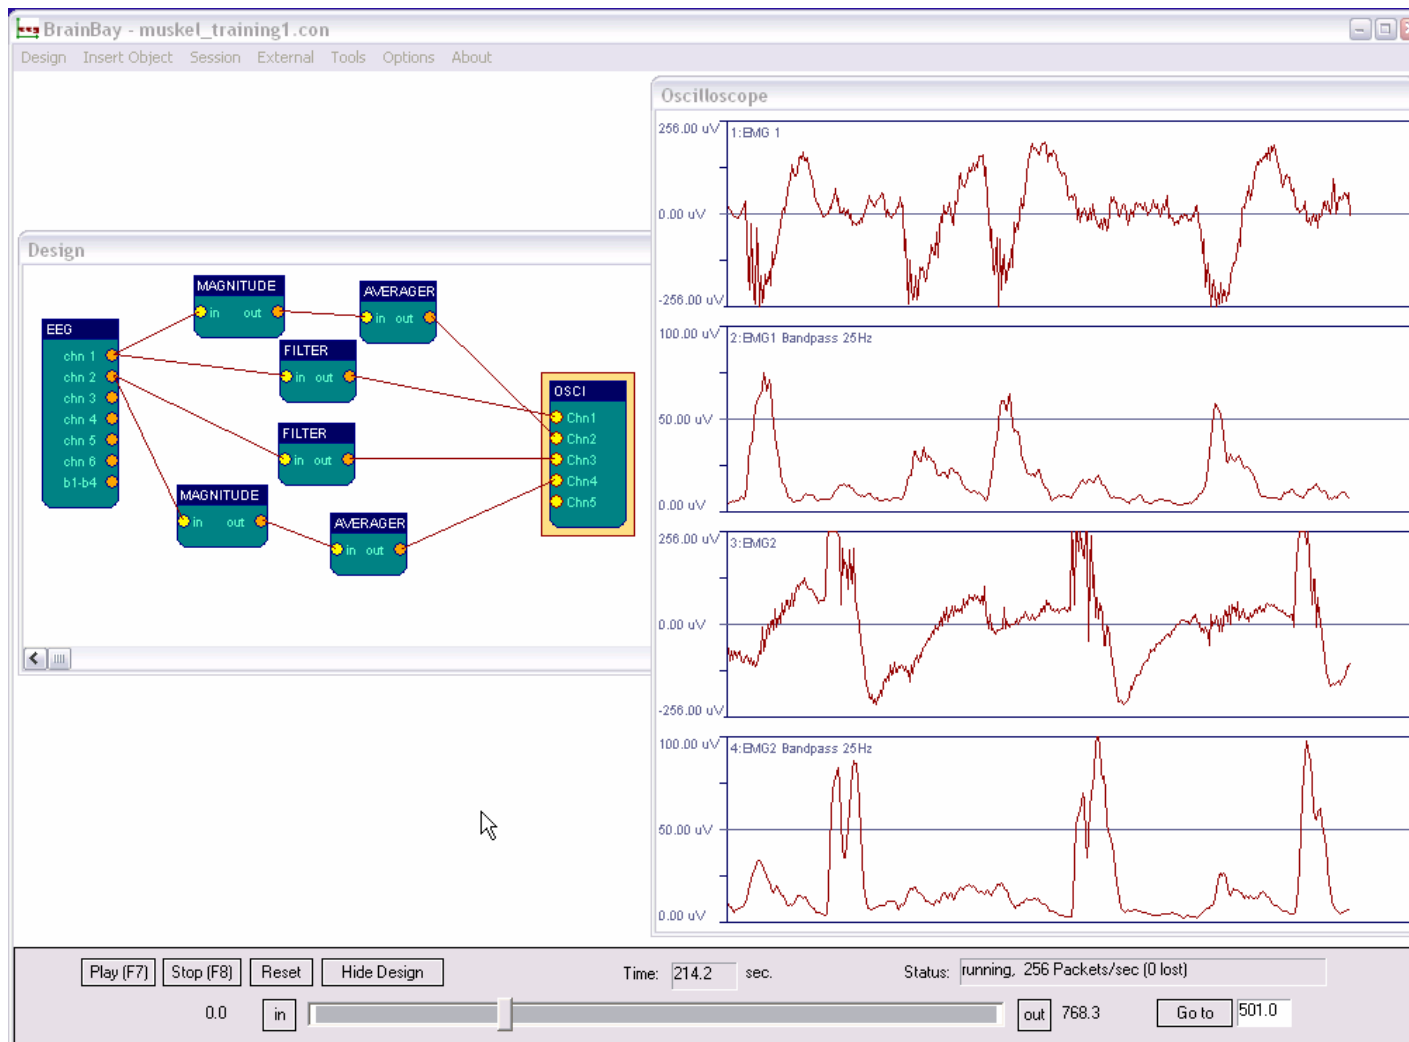 BrainBay - muskel_training1.con
Design Insert Object Session External Tools Options About
Design
EEG
chn 1
chn 2
chn 3
chn 4
chn 5
chn 6
b1-b4
MAGNITUDE
in out
AVERAGER
in out
FILTER
in out
FILTER
in out
MAGNITUDE
in out
AVERAGER
in out
OSCI
Chn1
Chn2
Chn3
Chn4
Chn5
Oscilloscope
256.00 uV
1:EMG 1
0.00 uV
-256.00 uV
100.00 uV
2:EMG1 Bandpass 25Hz
50.00 uV
0.00 uV
256.00 uV
3:EMG2
0.00 uV
-256.00 uV
100.00 uV
4:EMG2 Bandpass 25Hz
50.00 uV
0.00 uV
Play (F7) Stop (F8) Reset Hide Design Time: 214.2 sec. Status: running, 256 Packets/sec (0 lost)
0.0 in out 768.3 Go to 501.0